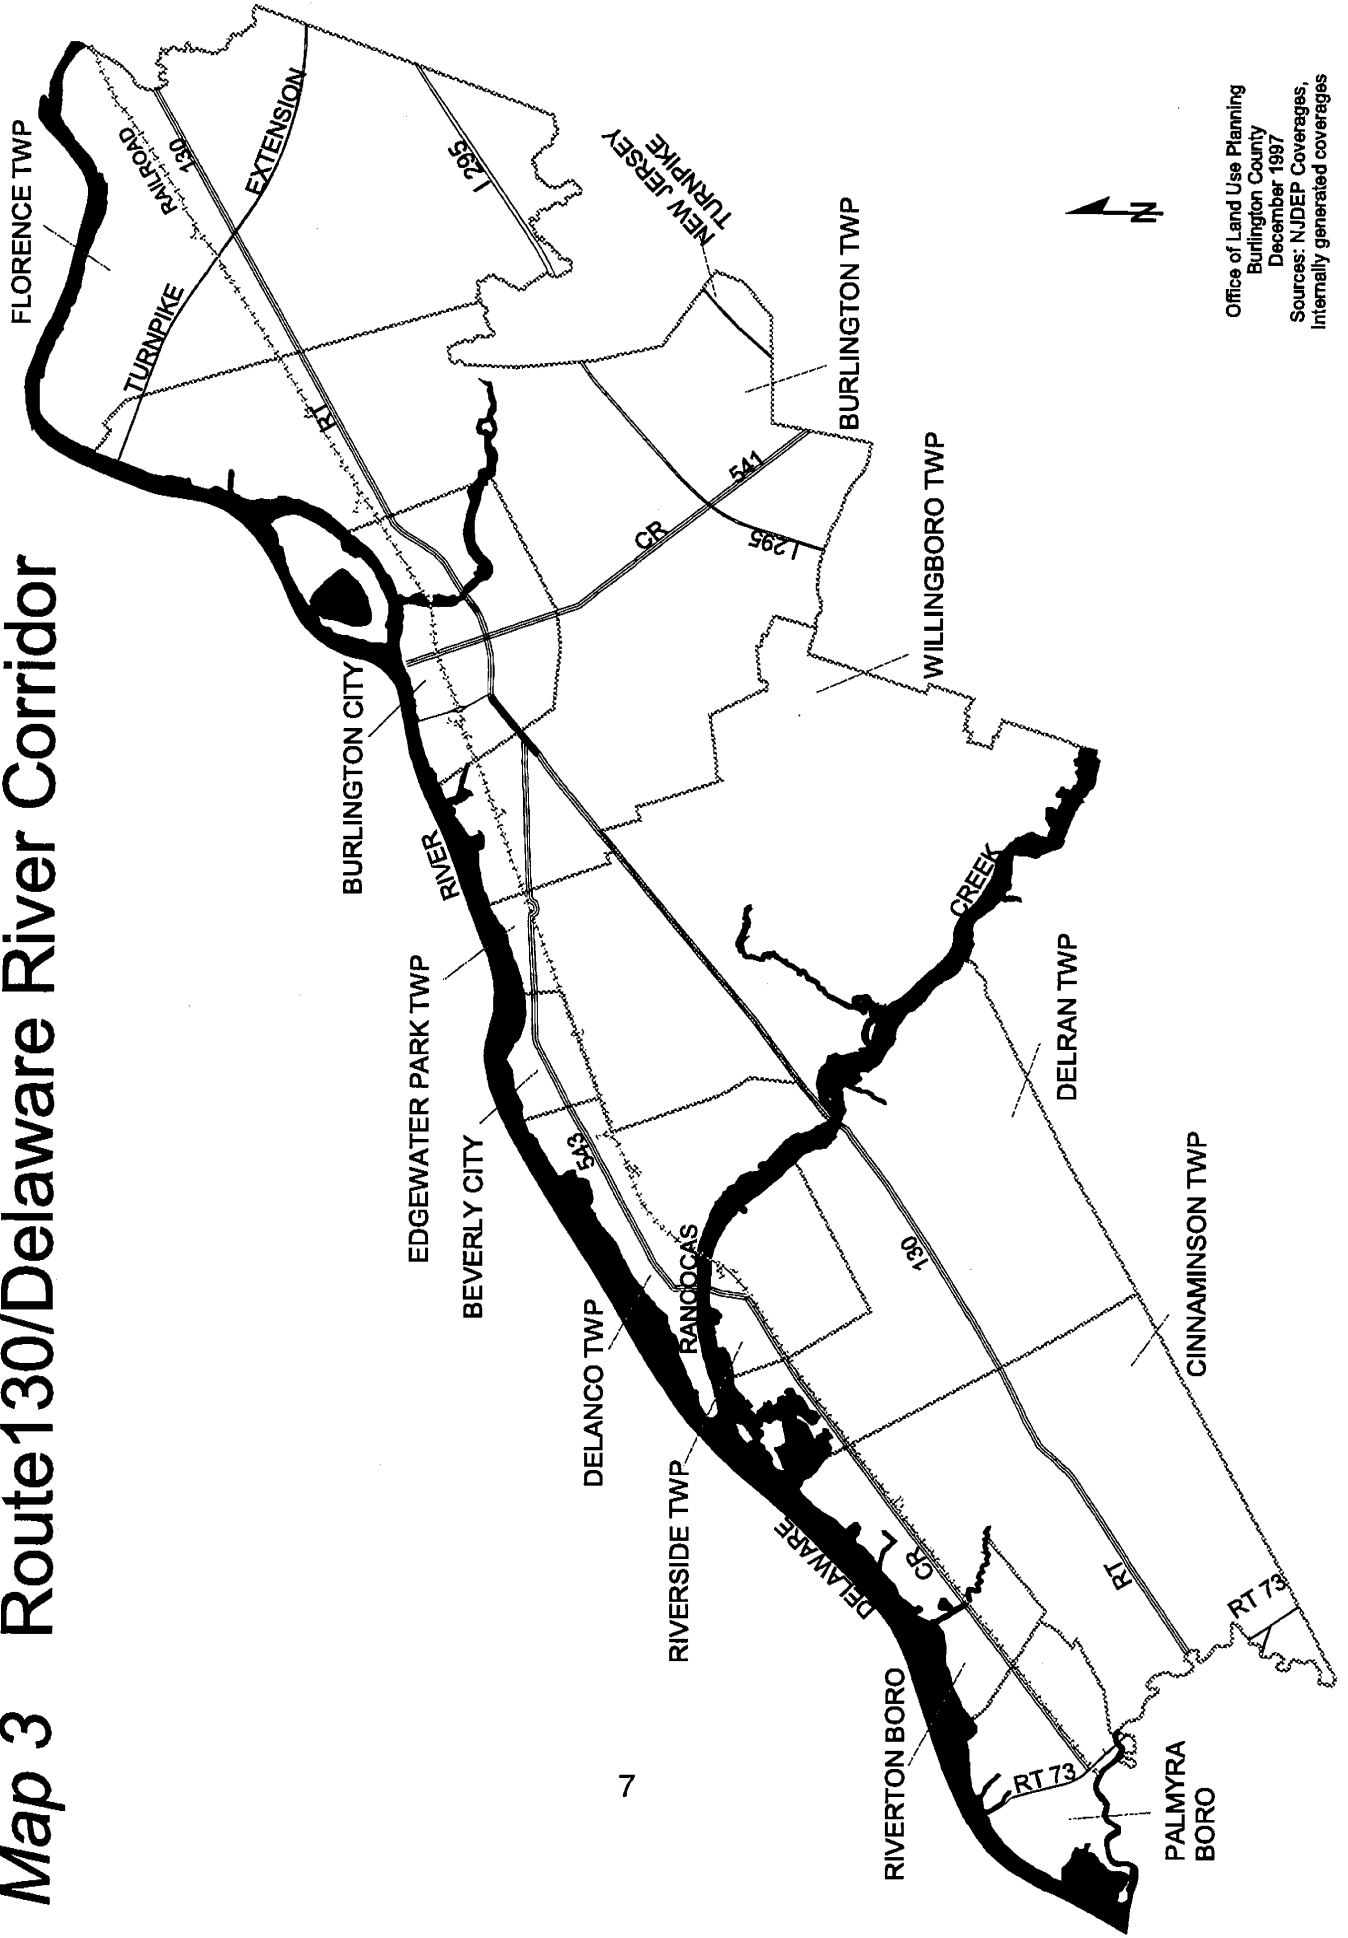 Map 3 Route130/Delaware River Corridor
FLORENCE TWP
RAILROAD
130
EXTENSION
TURNPIKE
I 295
NEW JERSEY
TURNPIKE
RT
BURLINGTON TWP
541
CR
I 295
WILLINGBORO TWP
BURLINGTON CITY
RIVER
EDGEWATER PARK TWP
CREEK
BEVERLY CITY
543
DELRAN TWP
DELANCO TWP
RANCOCAS
130
CINNAMINSON TWP
RIVERSIDE TWP
DELAWARE
CR
RT
RT 73
RIVERTON BORO
RT 73
PALMYRA
BORO
N
Office of Land Use Planning
Burlington County
December 1997
Sources: NJDEP Coverages,
Internally generated coverages
7